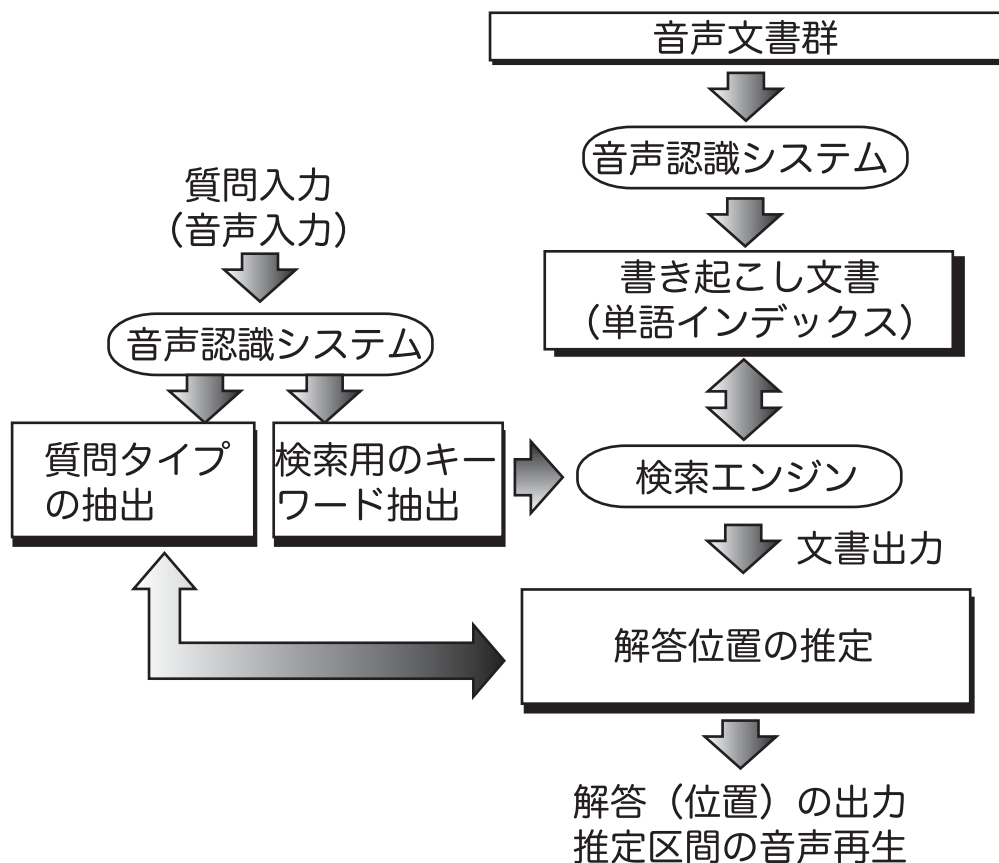 音声文書群
音声認識システム
質問入力
（音声入力）
書き起こし文書
（単語インデックス）
音声認識システム
質問タイプ
の抽出
検索用のキー
ワード抽出
検索エンジン
文書出力
解答位置の推定
解答（位置）の出力
推定区間の音声再生